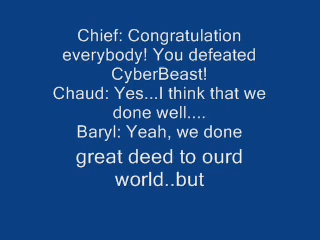 Chief: Congratulation
everybody! You defeated
CyberBeast!
Chaud: Yes...I think that we
done well....
Baryl: Yeah, we done
great deed to ourd
world..but